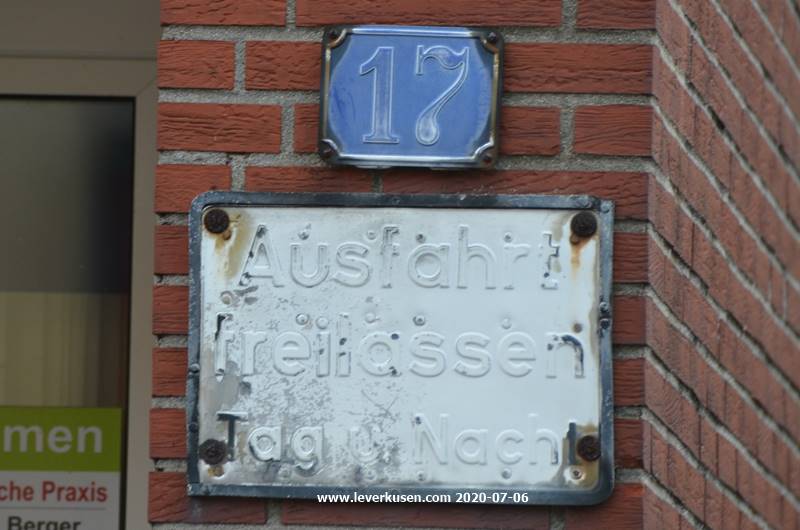 17
Ausfahrt
freilassen
Tag u. Nacht
men
che Praxis
Berger
www.leverkusen.com 2020-07-06